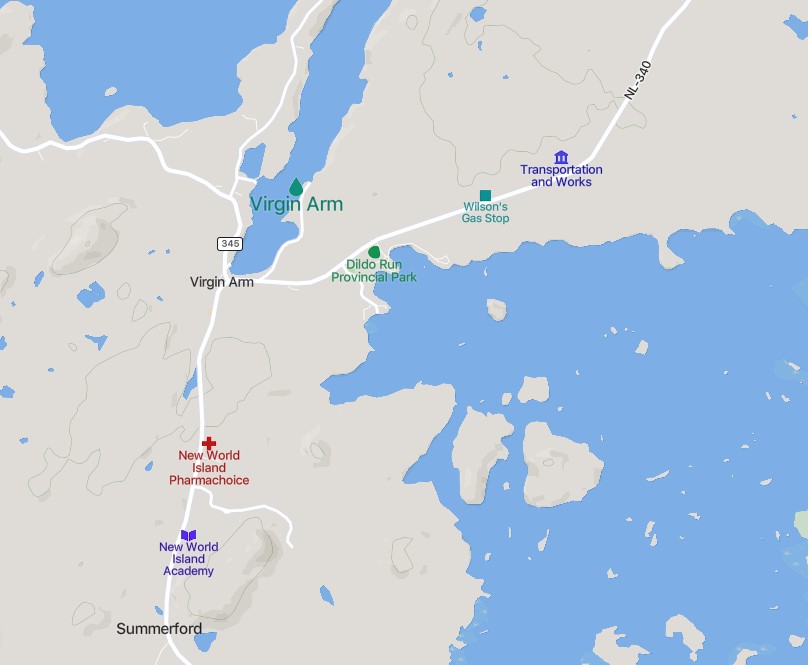 NL-340
Transportation
and Works
Virgin Arm
Wilson's
Gas Stop
345
Dildo Run
Provincial Park
Virgin Arm
New World
Island
Pharmachoice
New World
Island
Academy
Summerford